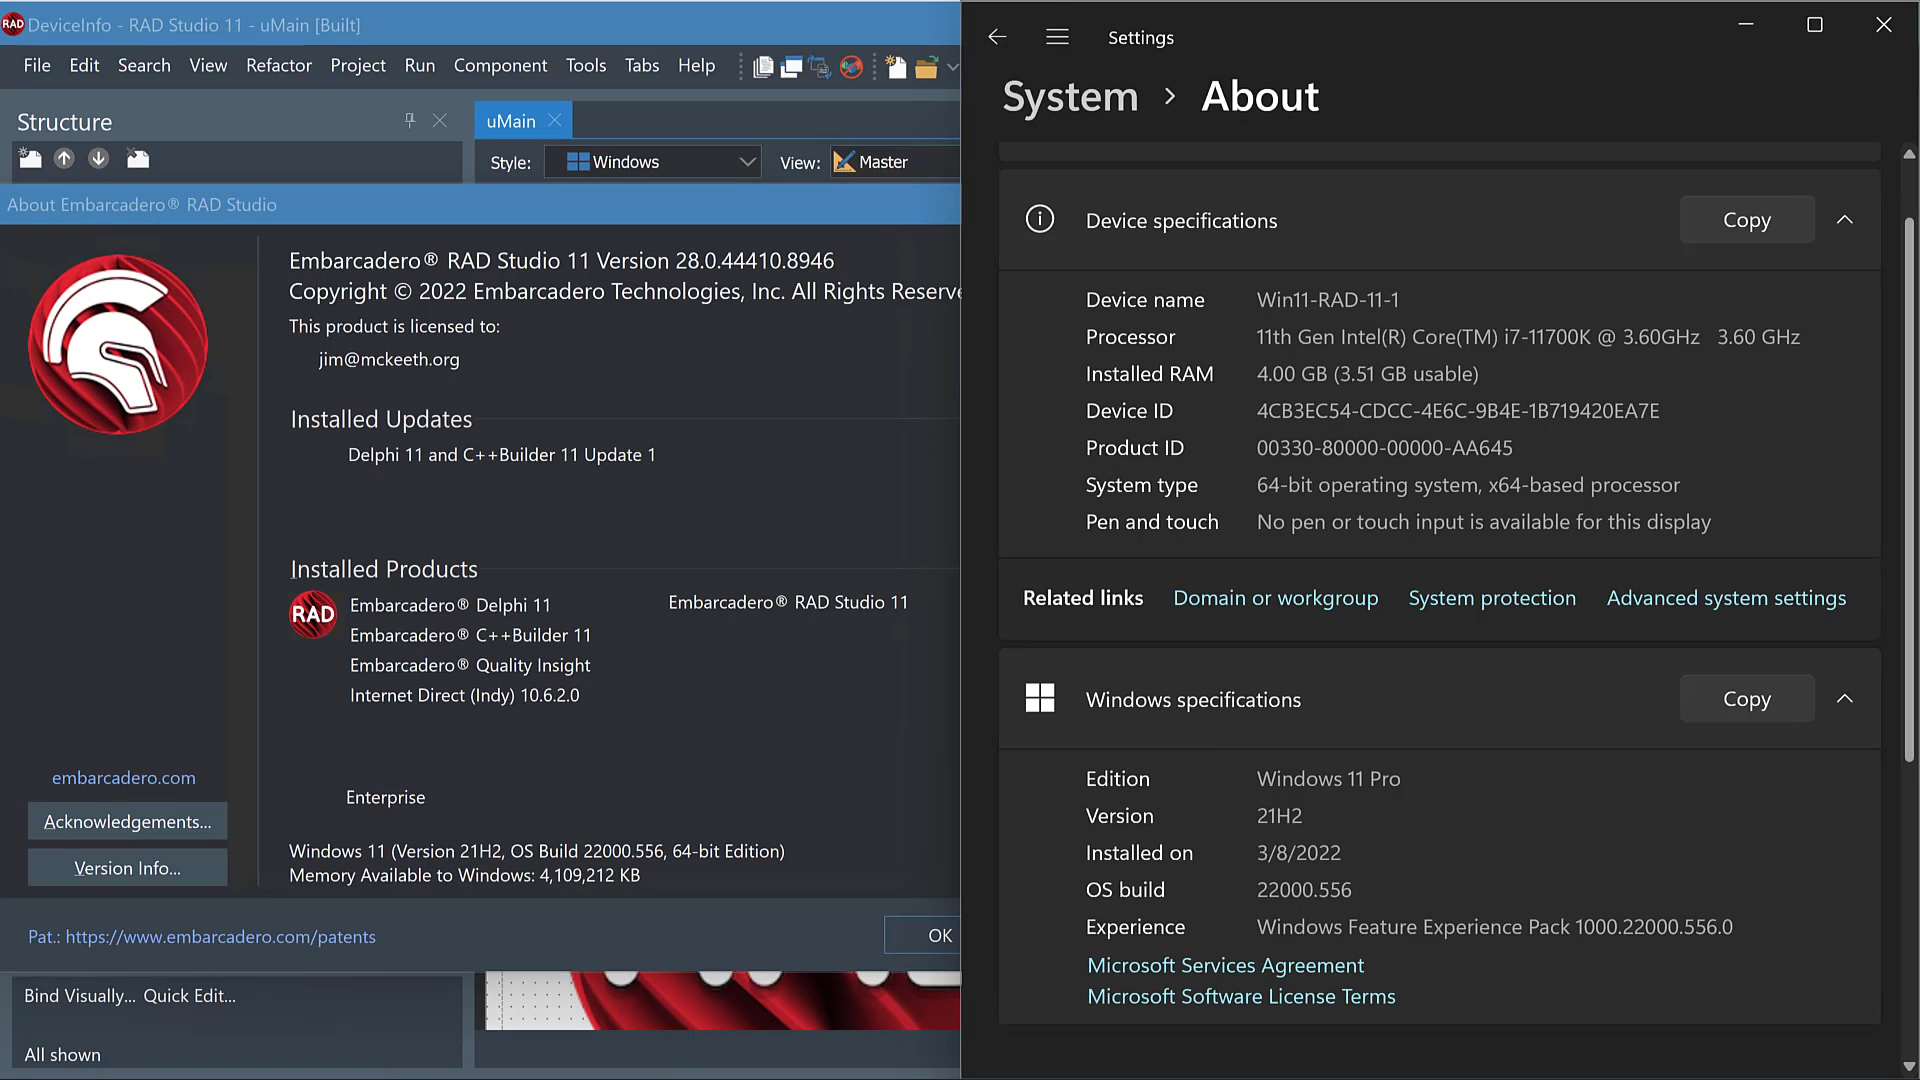 RAD DeviceInfo - RAD Studio 11 - uMain [Built]
File Edit Search View Refactor Project Run Component Tools Tabs Help
Structure
uMain
Style: Windows View: Master
About Embarcadero® RAD Studio
Embarcadero® RAD Studio 11 Version 28.0.44410.8946
Copyright © 2022 Embarcadero Technologies, Inc. All Rights Reserve
This product is licensed to:
jim@mckeeth.org
Installed Updates
Delphi 11 and C++Builder 11 Update 1
Installed Products
RAD
Embarcadero® Delphi 11
Embarcadero® RAD Studio 11
Embarcadero® C++Builder 11
Embarcadero® Quality Insight
Internet Direct (Indy) 10.6.2.0
embarcadero.com
Enterprise
Acknowledgements...
Windows 11 (Version 21H2, OS Build 22000.556, 64-bit Edition)
Version Info...
Memory Available to Windows: 4,109,212 KB
Pat.: https://www.embarcadero.com/patents
OK
Bind Visually... Quick Edit...
All shown
Settings
System > About
Device specifications
Copy
Device name Win11-RAD-11-1
Processor 11th Gen Intel(R) Core(TM) i7-11700K @ 3.60GHz 3.60 GHz
Installed RAM 4.00 GB (3.51 GB usable)
Device ID 4CB3EC54-CDCC-4E6C-9B4E-1B719420EA7E
Product ID 00330-80000-00000-AA645
System type 64-bit operating system, x64-based processor
Pen and touch No pen or touch input is available for this display
Related links Domain or workgroup System protection Advanced system settings
Windows specifications
Copy
Edition Windows 11 Pro
Version 21H2
Installed on 3/8/2022
OS build 22000.556
Experience Windows Feature Experience Pack 1000.22000.556.0
Microsoft Services Agreement
Microsoft Software License Terms